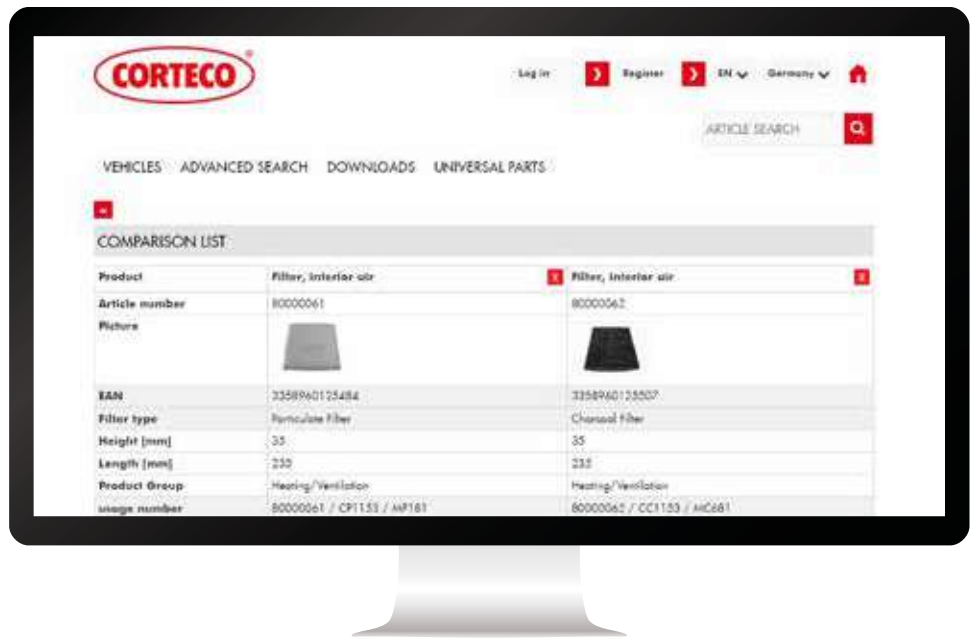 CORTECO
Log in Register EN Germany
ARTICLE SEARCH
VEHICLES ADVANCED SEARCH DOWNLOADS UNIVERSAL PARTS
COMPARISON LIST
Product Filter, interior air Filter, interior air
Article number 80000061 80000062
Picture
EAN 3358960125484 3358960125507
Filter type Particulate Filter Charcoal Filter
Height [mm] 35 35
Length [mm] 235 235
Product Group Heating/Ventilation Heating/Ventilation
usage number 80000061 / CP1153 / MP181 80000062 / CC1153 / MC681